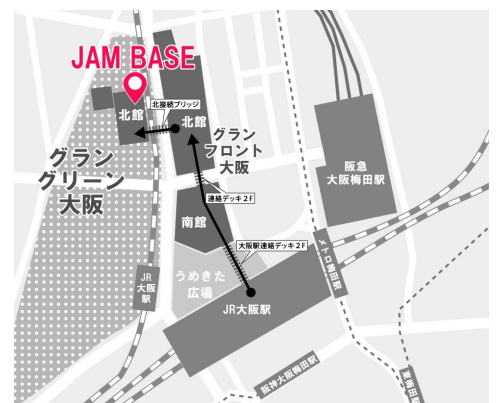 JAM BASE
北館
北接続ブリッジ
北館
グラン
フロント
大阪
グラン
グリーン
大阪
連絡デッキ2F
阪急
大阪梅田駅
南館
大阪駅連絡デッキ2F
うめきた
広場
JR
大阪
駅
JR大阪駅
メトロ梅田駅
阪神大阪梅田駅
東梅田駅